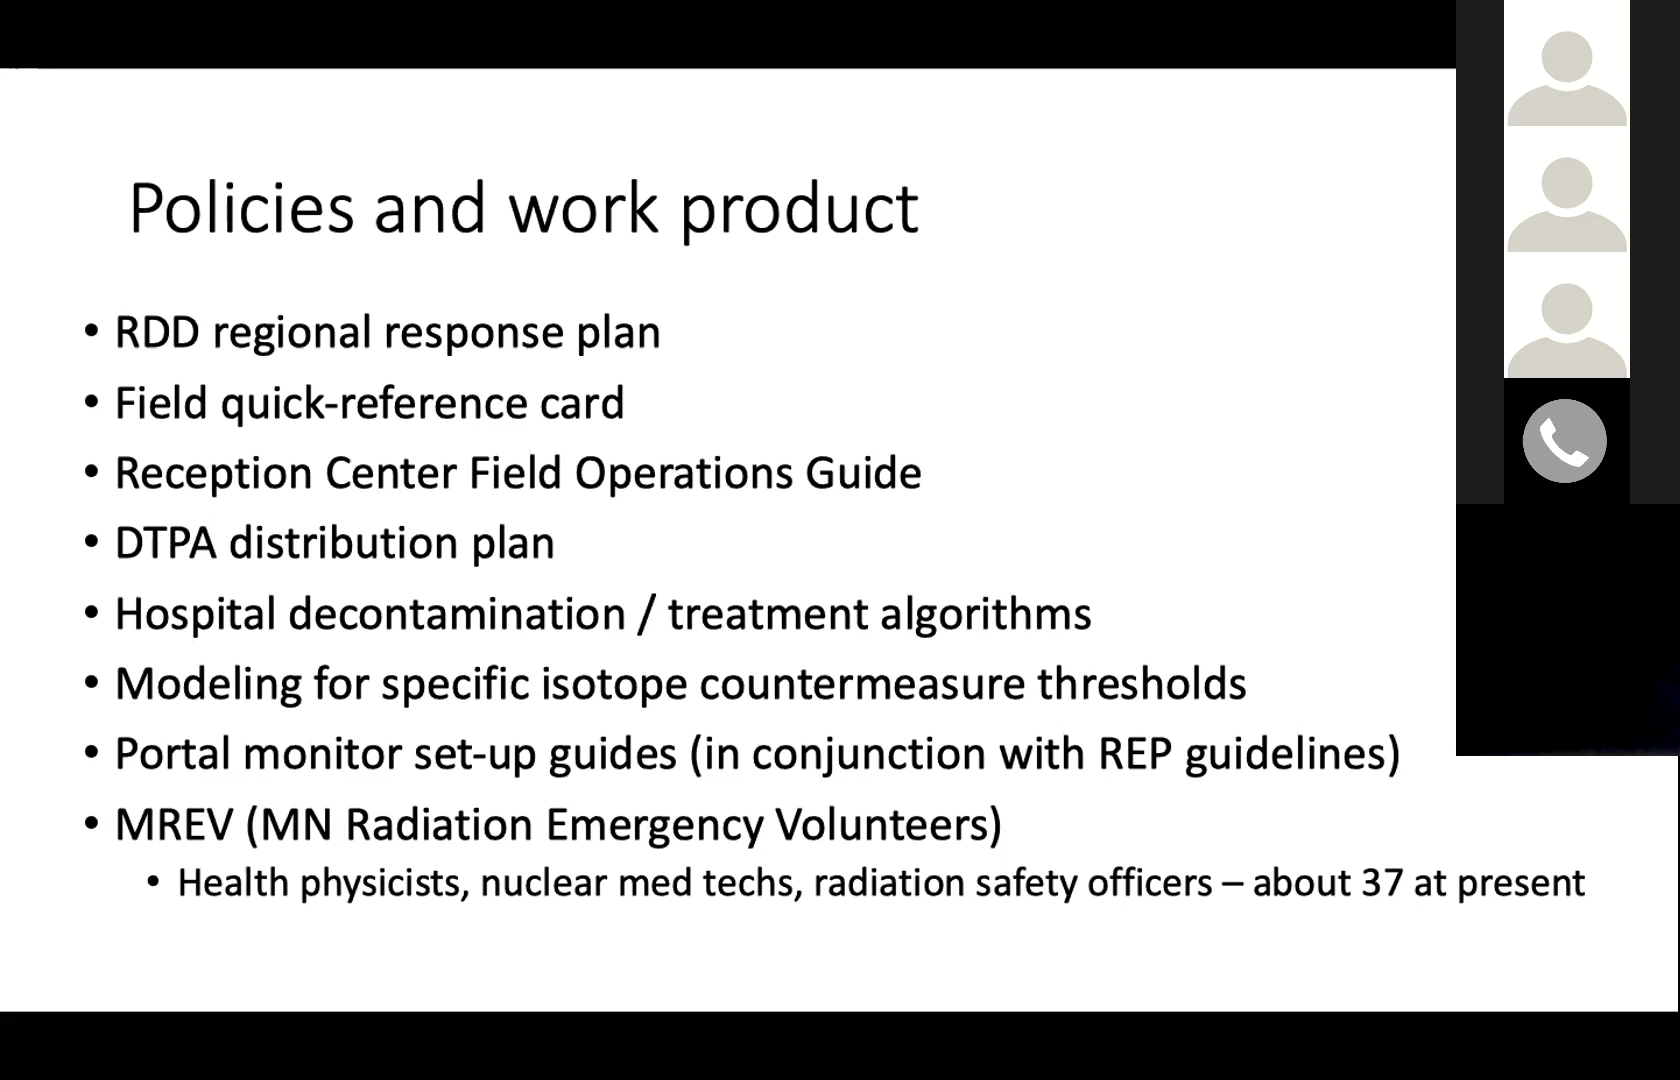 Policies and work product
• RDD regional response plan
• Field quick-reference card
• Reception Center Field Operations Guide
• DTPA distribution plan
• Hospital decontamination / treatment algorithms
• Modeling for specific isotope countermeasure thresholds
• Portal monitor set-up guides (in conjunction with REP guidelines)
• MREV (MN Radiation Emergency Volunteers)
• Health physicists, nuclear med techs, radiation safety officers – about 37 at present